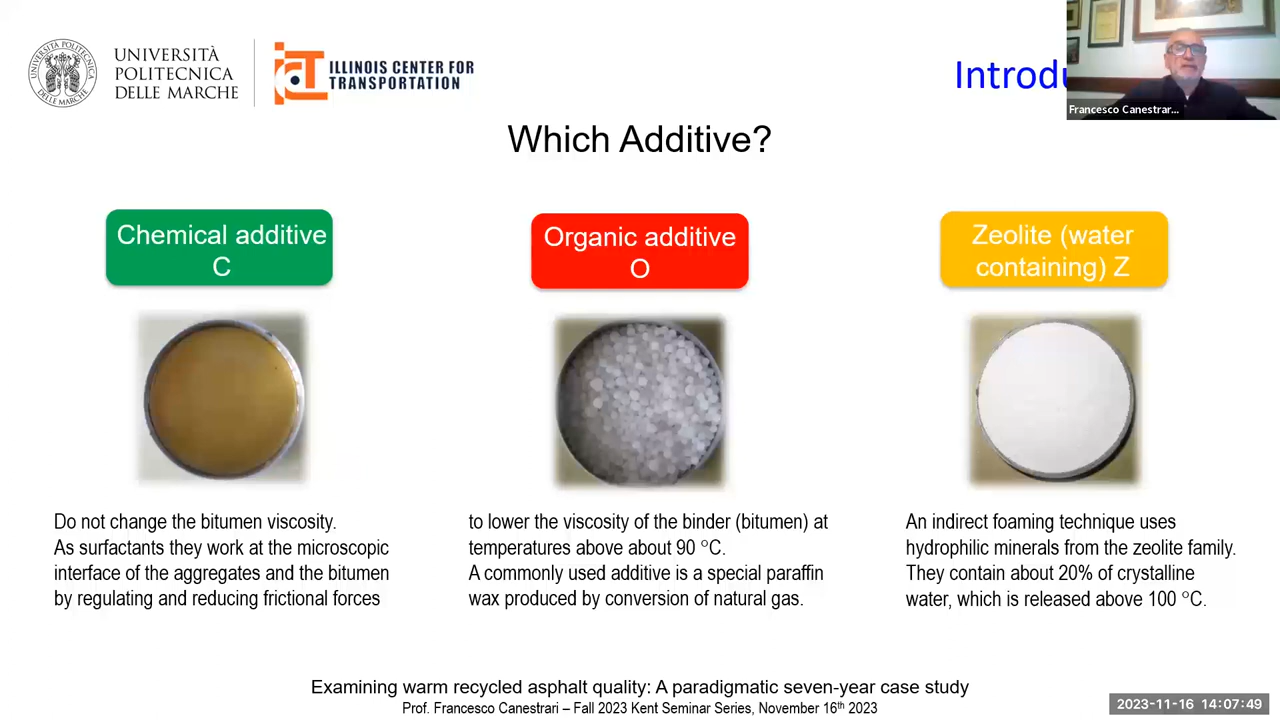 UNIVERSITÀ
POLITECNICA
DELLE MARCHE
ILLINOIS CENTER FOR
TRANSPORTATION
Introdu
Francesco Canestrar...
Which Additive?
Chemical additive
C
Organic additive
O
Zeolite (water
containing) Z
Do not change the bitumen viscosity.
As surfactants they work at the microscopic
interface of the aggregates and the bitumen
by regulating and reducing frictional forces
to lower the viscosity of the binder (bitumen) at
temperatures above about 90 °C.
A commonly used additive is a special paraffin
wax produced by conversion of natural gas.
An indirect foaming technique uses
hydrophilic minerals from the zeolite family.
They contain about 20% of crystalline
water, which is released above 100 °C.
Examining warm recycled asphalt quality: A paradigmatic seven-year case study
Prof. Francesco Canestrari – Fall 2023 Kent Seminar Series, November 16th 2023
2023-11-16 14:07:49